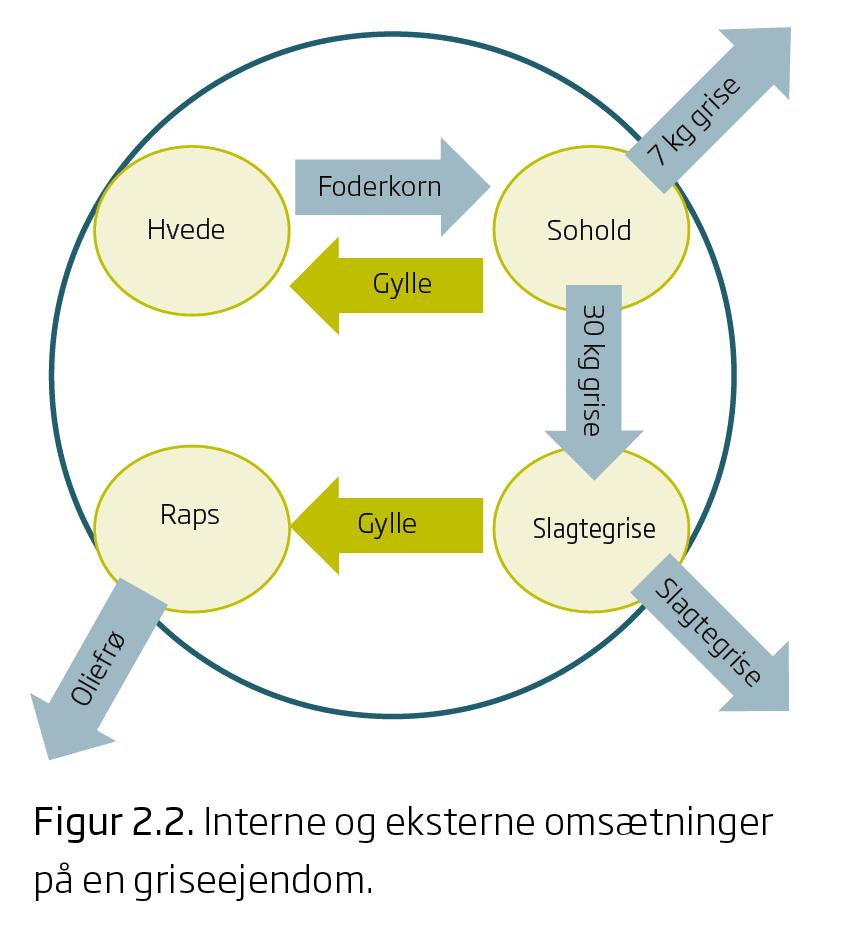 7 kg grise
Foderkorn
Hvede
Sohold
Gylle
30 kg grise
Raps
Gylle
Slagtegrise
Oliefrø
Slagtegrise
Figur 2.2. Interne og eksterne omsætninger
på en griseejendom.